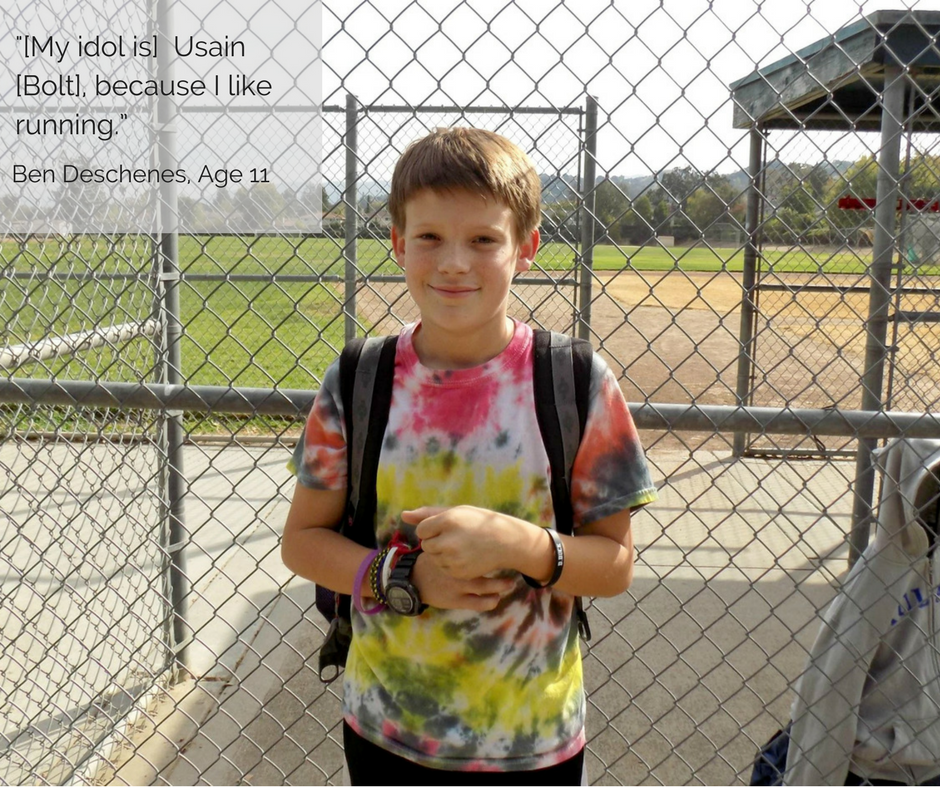 "[My idol is] Usain
[Bolt], because I like
running."
Ben Deschenes, Age 11